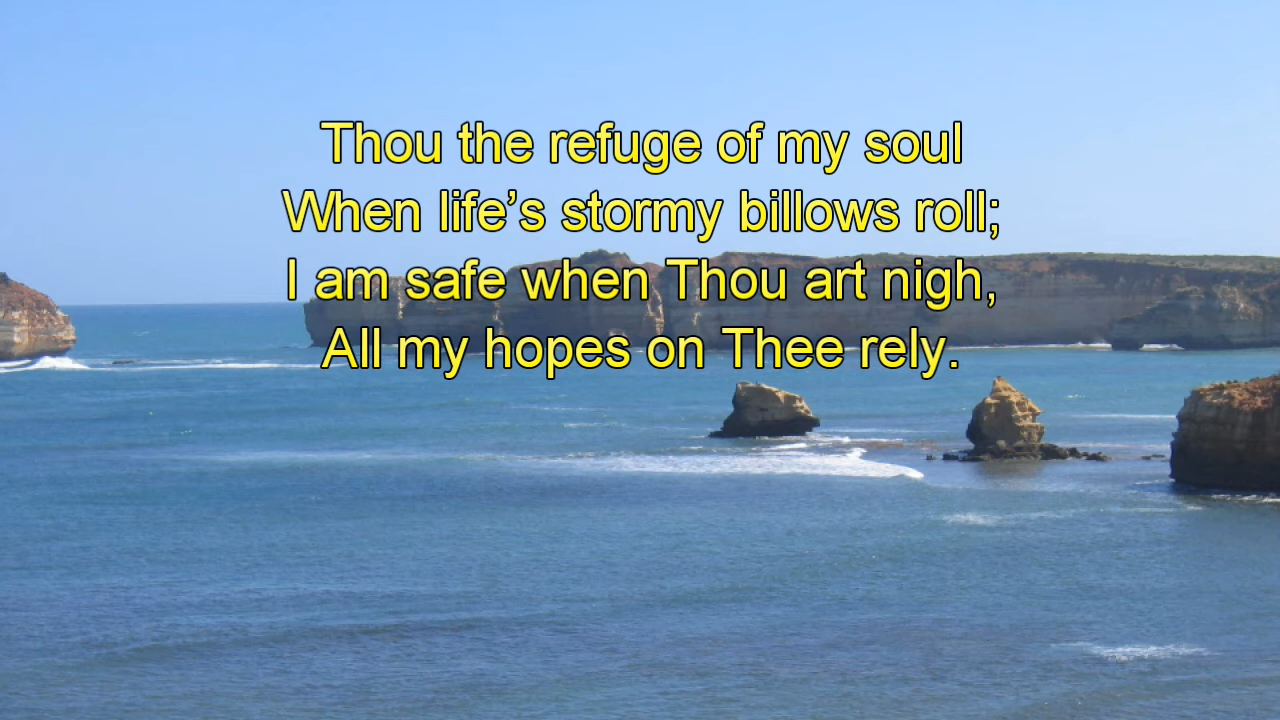 Thou the refuge of my soul
When life’s stormy billows roll;
I am safe when Thou art nigh,
All my hopes on Thee rely.